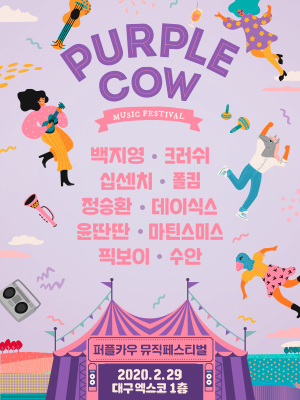 PURPLE
COW
MUSIC FESTIVAL
백지영 • 크러쉬
십센치 • 폴킴
정승환 • 데이식스
윤딴딴 • 마틴스미스
픽보이 • 수안
퍼플카우 뮤직페스티벌
2020.2.29
대구엑스코 1층